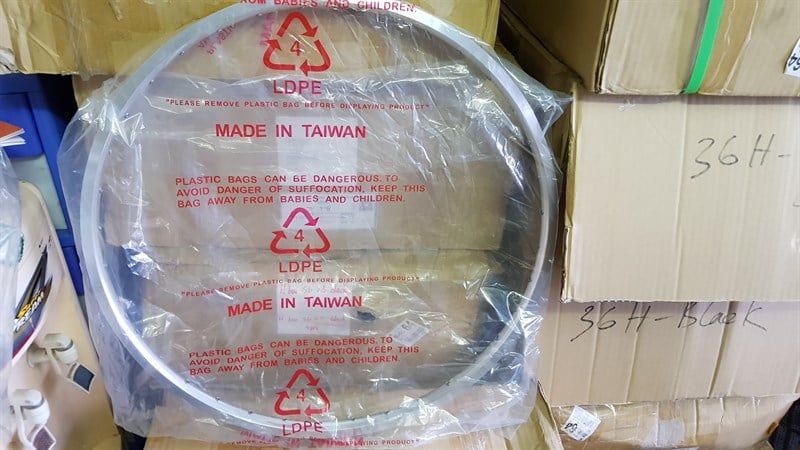 FROM BABIES AND CHILDREN.
4
LDPE
"PLEASE REMOVE PLASTIC BAG BEFORE DISPLAYING PRODUCT"
MADE IN TAIWAN
PLASTIC BAGS CAN BE DANGEROUS. TO
AVOID DANGER OF SUFFOCATION, KEEP THIS
BAG AWAY FROM BABIES AND CHILDREN.
4
LDPE
"PLEASE REMOVE PLASTIC BAG BEFORE DISPLAYING PRODUCT"
MADE IN TAIWAN
PLASTIC BAGS CAN BE DANGEROUS. TO
AVOID DANGER OF SUFFOCATION, KEEP THIS
BAG AWAY FROM BABIES AND CHILDREN.
4
LDPE
36H-
36H-Black